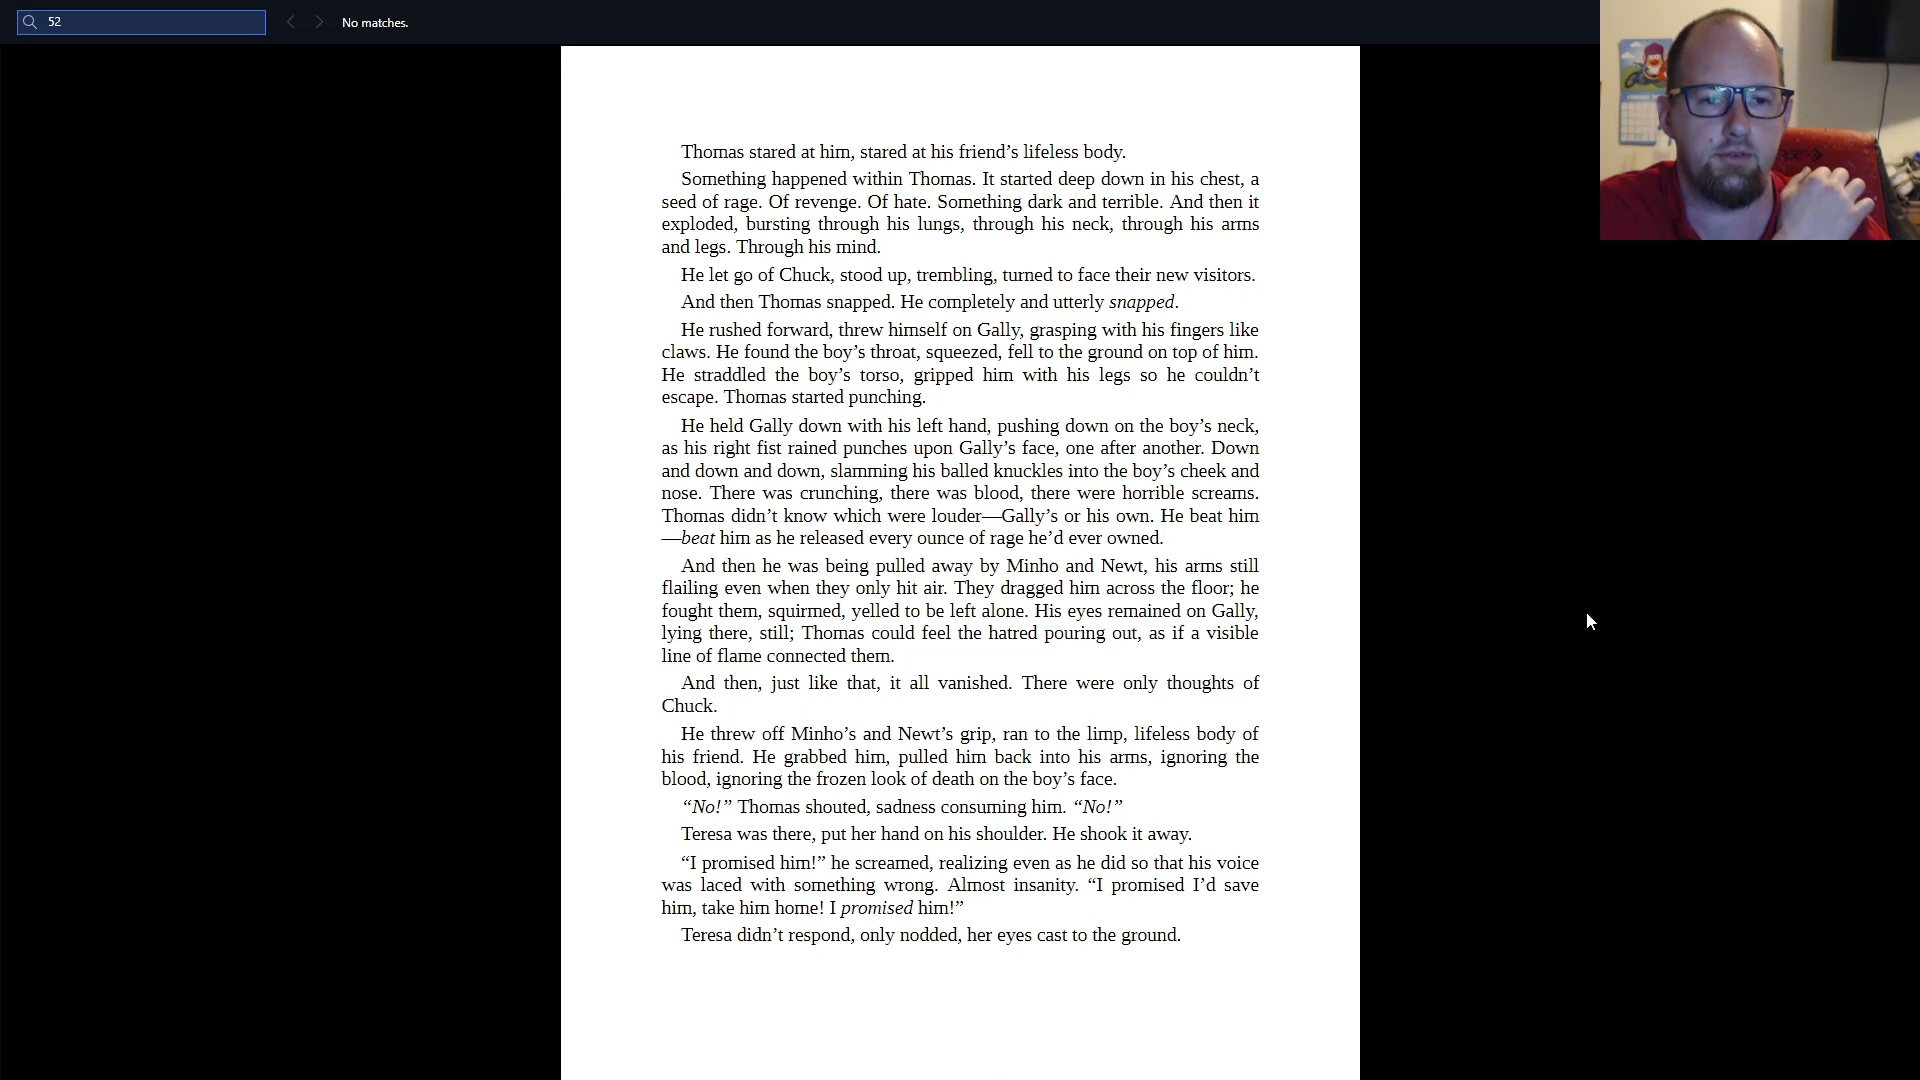 52
No matches.
Thomas stared at him, stared at his friend’s lifeless body.
Something happened within Thomas. It started deep down in his chest, a
seed of rage. Of revenge. Of hate. Something dark and terrible. And then it
exploded, bursting through his lungs, through his neck, through his arms
and legs. Through his mind.
He let go of Chuck, stood up, trembling, turned to face their new visitors.
And then Thomas snapped. He completely and utterly snapped.
He rushed forward, threw himself on Gally, grasping with his fingers like
claws. He found the boy’s throat, squeezed, fell to the ground on top of him.
He straddled the boy’s torso, gripped him with his legs so he couldn’t
escape. Thomas started punching.
He held Gally down with his left hand, pushing down on the boy’s neck,
as his right fist rained punches upon Gally’s face, one after another. Down
and down and down, slamming his balled knuckles into the boy’s cheek and
nose. There was crunching, there was blood, there were horrible screams.
Thomas didn’t know which were louder—Gally’s or his own. He beat him
—beat him as he released every ounce of rage he’d ever owned.
And then he was being pulled away by Minho and Newt, his arms still
flailing even when they only hit air. They dragged him across the floor; he
fought them, squirmed, yelled to be left alone. His eyes remained on Gally,
lying there, still; Thomas could feel the hatred pouring out, as if a visible
line of flame connected them.
And then, just like that, it all vanished. There were only thoughts of
Chuck.
He threw off Minho’s and Newt’s grip, ran to the limp, lifeless body of
his friend. He grabbed him, pulled him back into his arms, ignoring the
blood, ignoring the frozen look of death on the boy’s face.
“No!” Thomas shouted, sadness consuming him. “No!”
Teresa was there, put her hand on his shoulder. He shook it away.
“I promised him!” he screamed, realizing even as he did so that his voice
was laced with something wrong. Almost insanity. “I promised I’d save
him, take him home! I promised him!”
Teresa didn’t respond, only nodded, her eyes cast to the ground.